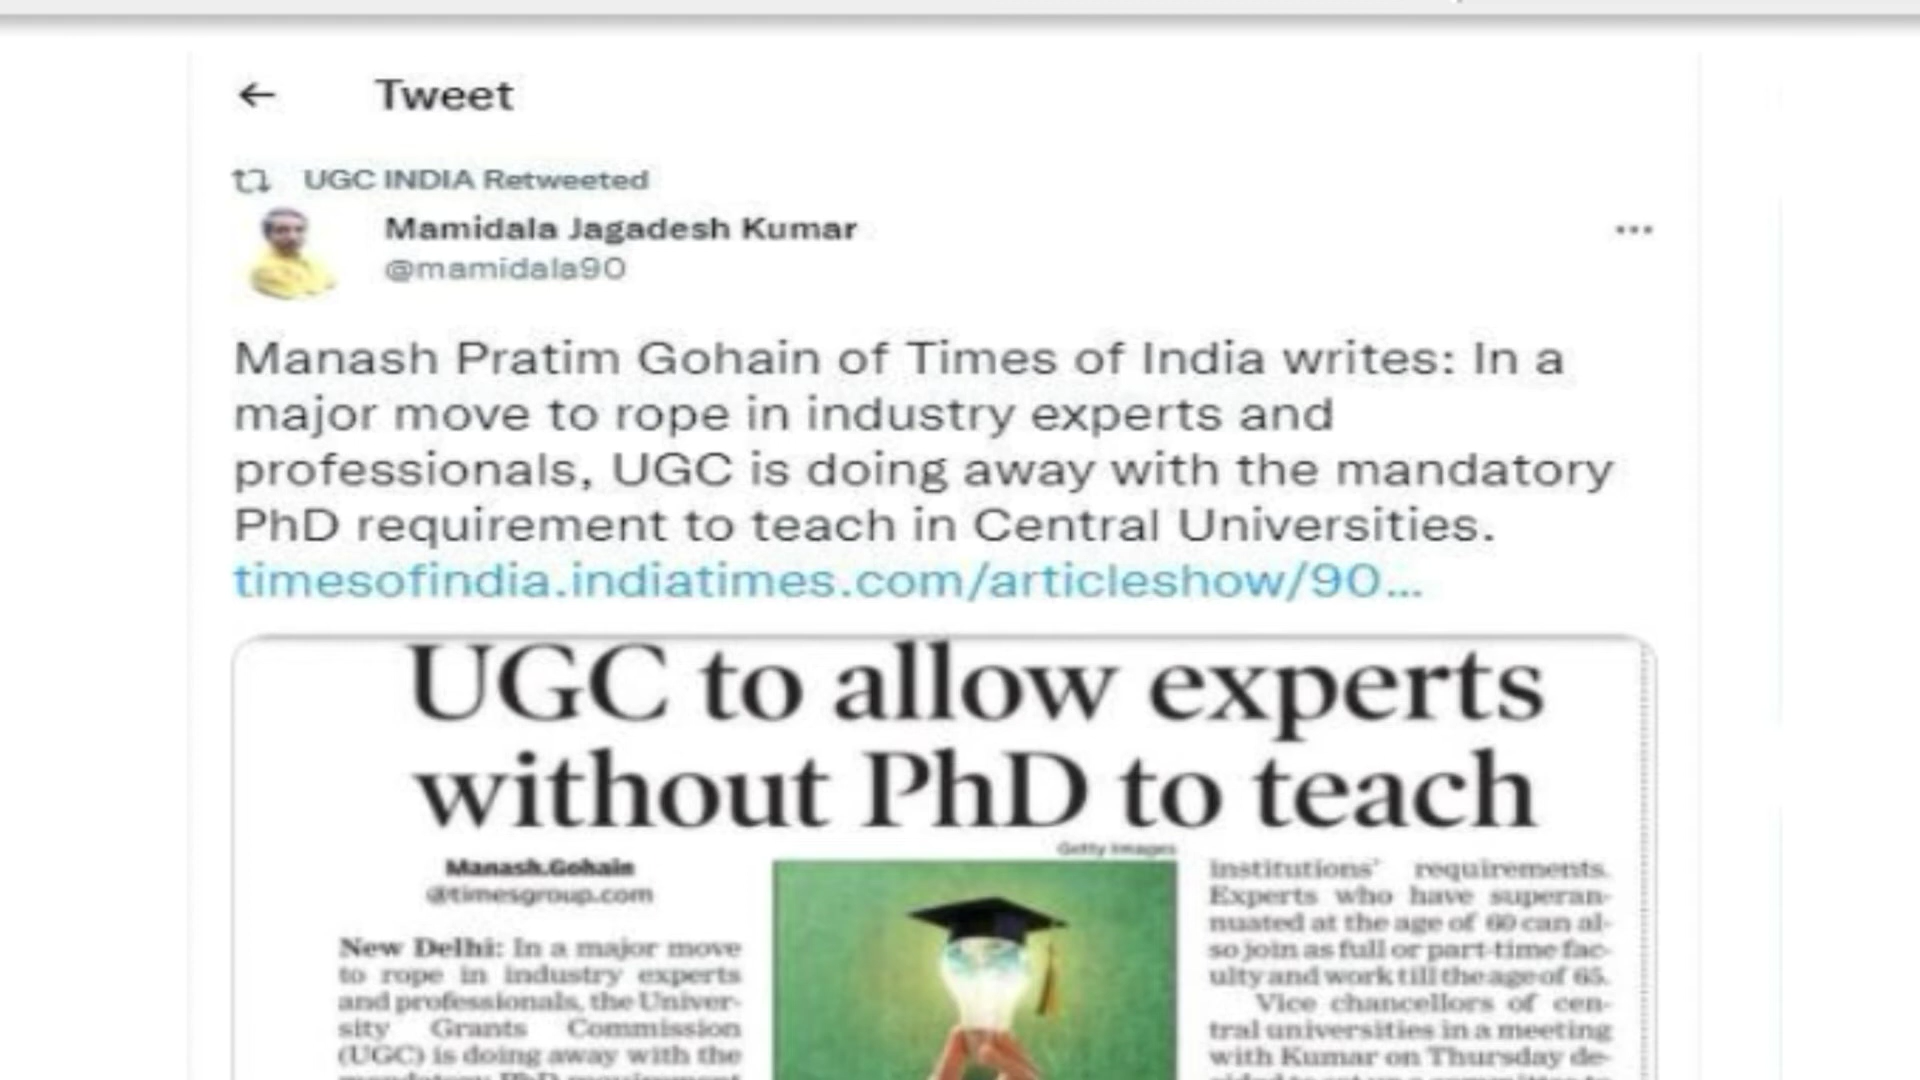 Tweet
UGC INDIA Retweeted
Mamidala Jagadesh Kumar
@mamidala90
Manash Pratim Gohain of Times of India writes: In a
major move to rope in industry experts and
professionals, UGC is doing away with the mandatory
PhD requirement to teach in Central Universities.
timesofindia.indiatimes.com/articleshow/90...
UGC to allow experts
without PhD to teach
Manash.Gohain
@timesgroup.com
New Delhi: In a major move
to rope in industry experts
and professionals, the Univer-
sity Grants Commission
(UGC) is doing away with the
mandatory PhD requirement
Getty Images
institutions' requirements.
Experts who have superan-
nuated at the age of 60 can al-
so join as full or part-time fac-
ulty and work till the age of 65.
Vice chancellors of cen-
tral universities in a meeting
with Kumar on Thursday de-